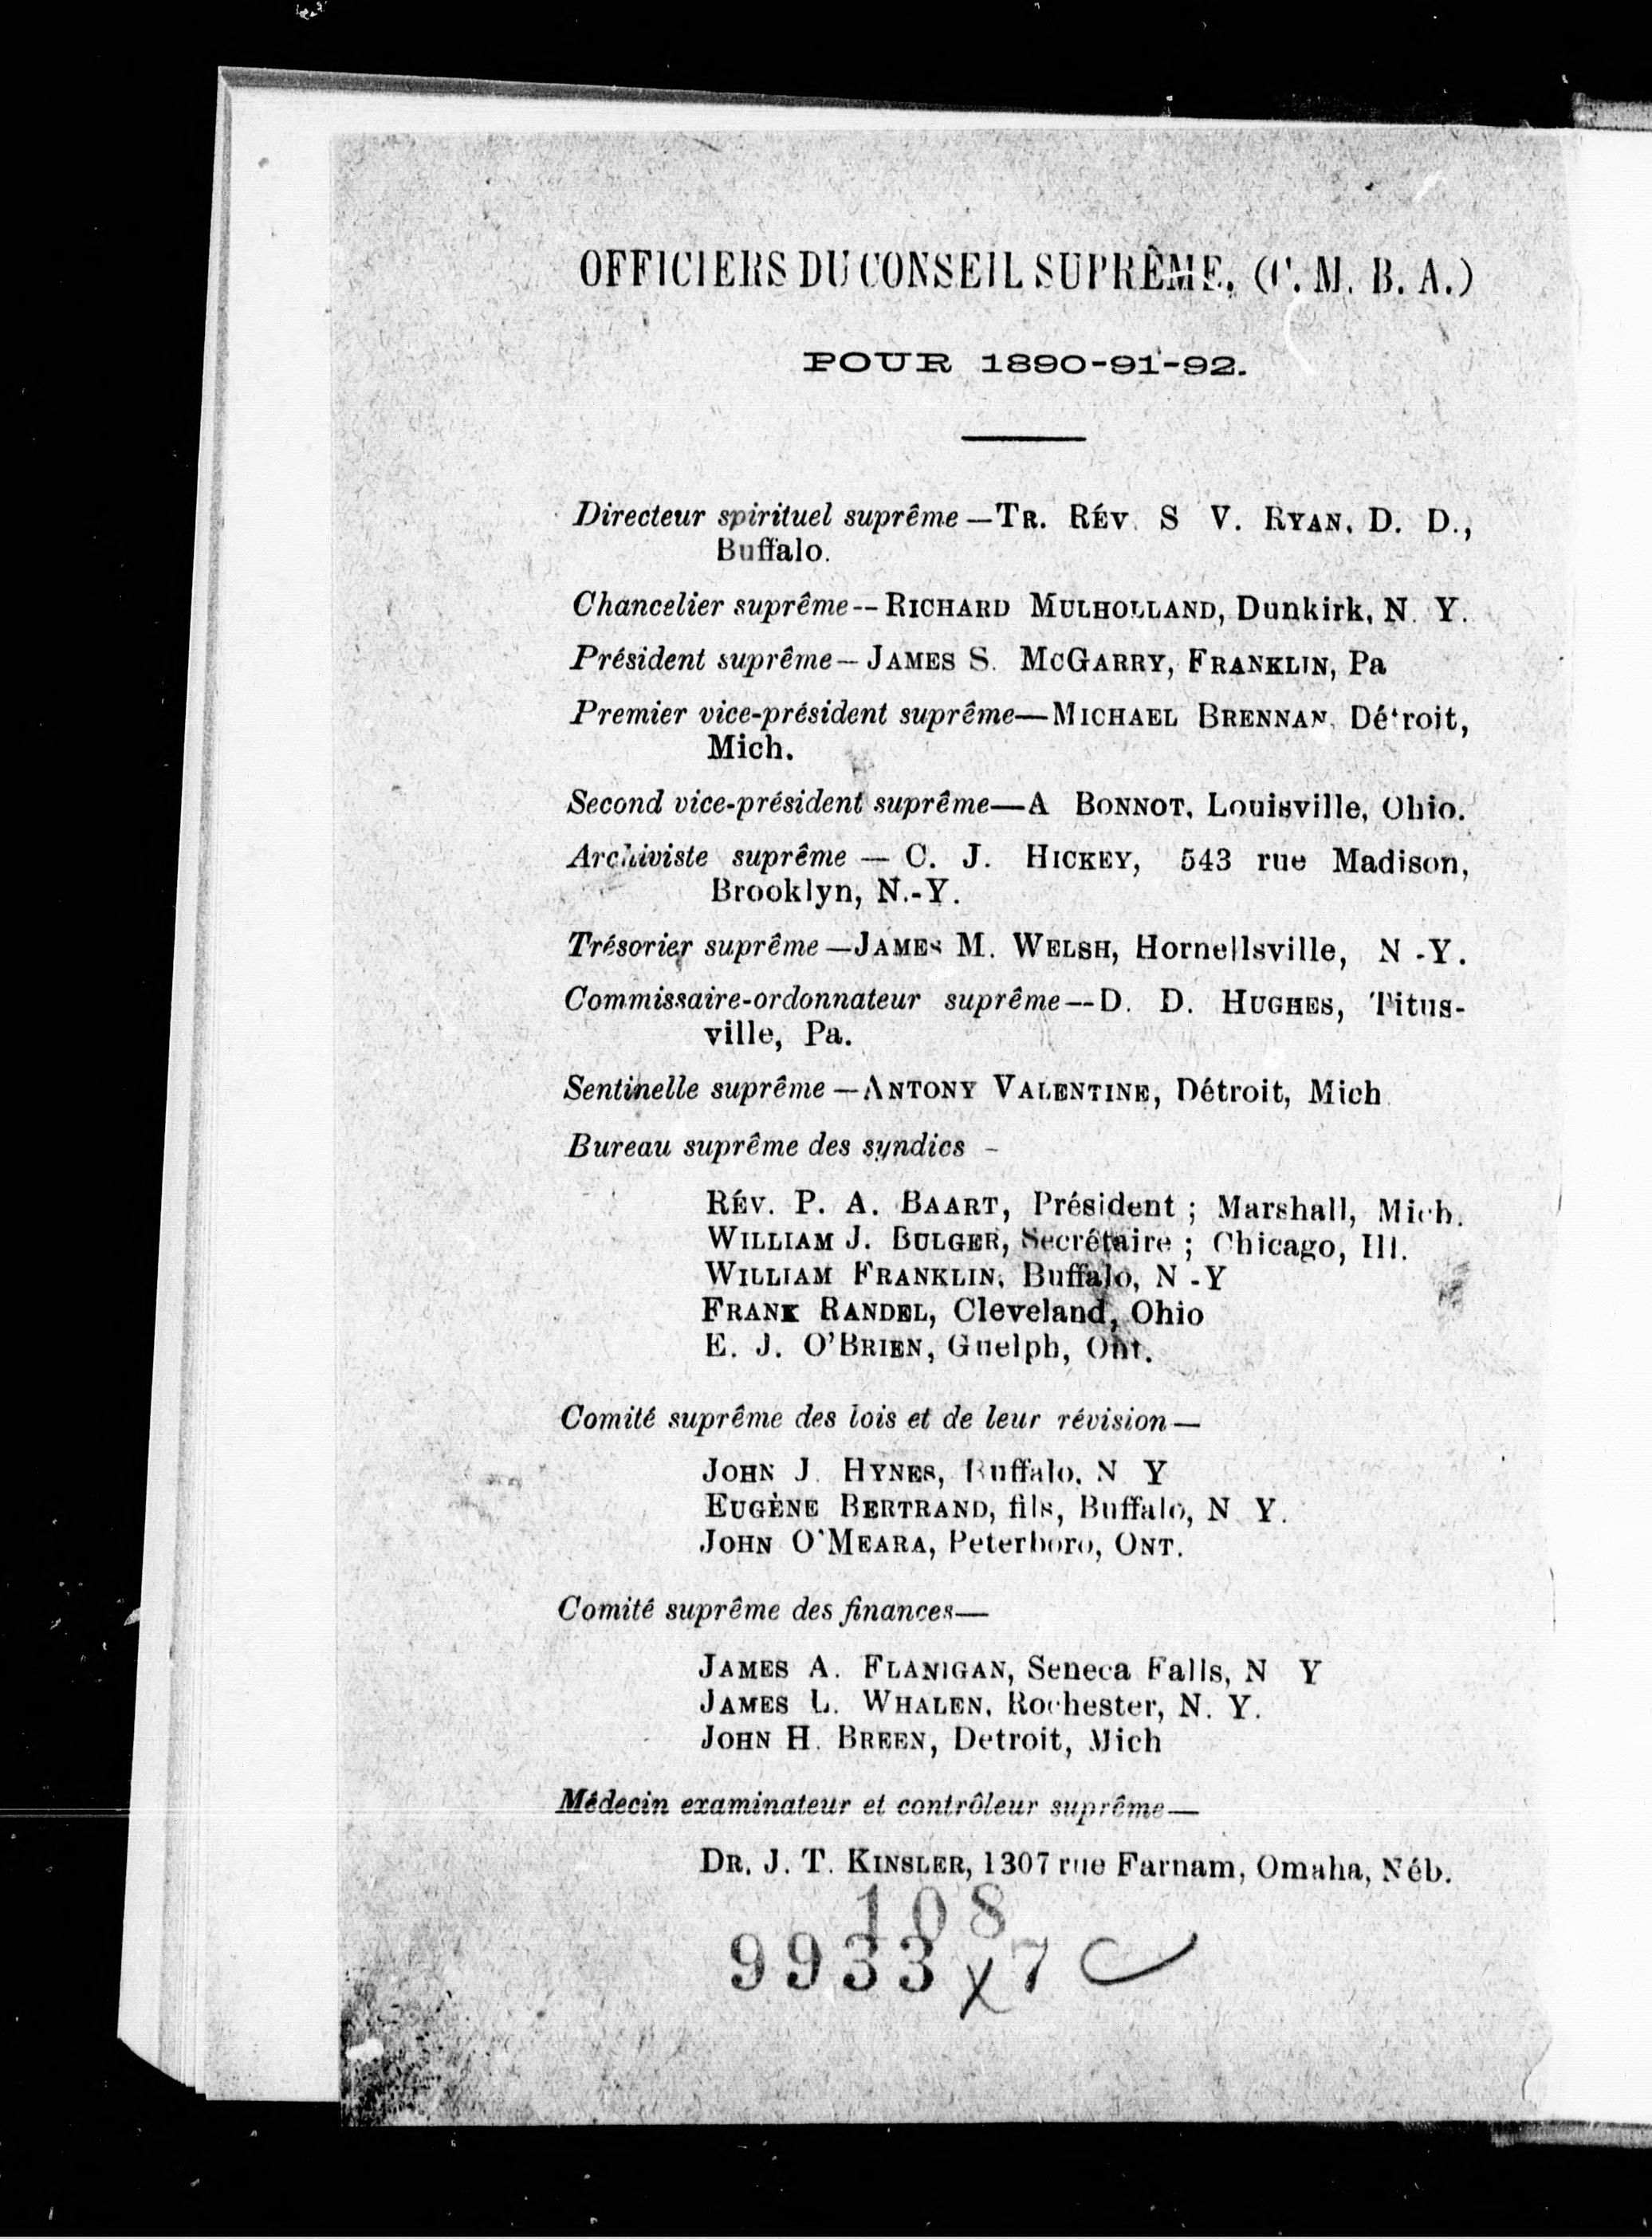 OFFICIERS DU CONSEIL SUPRÊME, (C. M. B. A.)
POUR 1890-91-92.
Directeur spirituel suprême—TR. RÉV. S V. RYAN, D. D.,
Buffalo.
Chancelier suprême--RICHARD MULHOLLAND, Dunkirk, N. Y.
Président suprême—JAMES S. MCGARRY, FRANKLIN, Pa
Premier vice-président suprême—MICHAEL BRENNAN, Détroit,
Mich.
Second vice-président suprême—A BONNOT, Louisville, Ohio.
Archiviste suprême — C. J. HICKEY, 543 rue Madison,
Brooklyn, N.-Y.
Trésorier suprême—JAMES M. WELSH, Hornellsville, N -Y.
Commissaire-ordonnateur suprême--D. D. HUGHES, Titus-
ville, Pa.
Sentinelle suprême—ANTONY VALENTINE, Détroit, Mich
Bureau suprême des syndics -
RÉV. P. A. BAART, Président ; Marshall, Mich.
WILLIAM J. BULGER, Secrétaire ; Chicago, Ill.
WILLIAM FRANKLIN, Buffalo, N -Y
FRANK RANDEL, Cleveland, Ohio
E. J. O'BRIEN, Guelph, Ont.
Comité suprême des lois et de leur révision—
JOHN J. HYNES, Buffalo, N Y
EUGÈNE BERTRAND, fils, Buffalo, N Y.
JOHN O'MEARA, Peterboro, ONT.
Comité suprême des finances—
JAMES A. FLANIGAN, Seneca Falls, N Y
JAMES L. WHALEN, Rochester, N. Y.
JOHN H. BREEN, Detroit, Mich
Médecin examinateur et contrôleur suprême—
DR. J. T. KINSLER, 1307 rue Farnam, Omaha, Néb.
108
9933 X 7 C